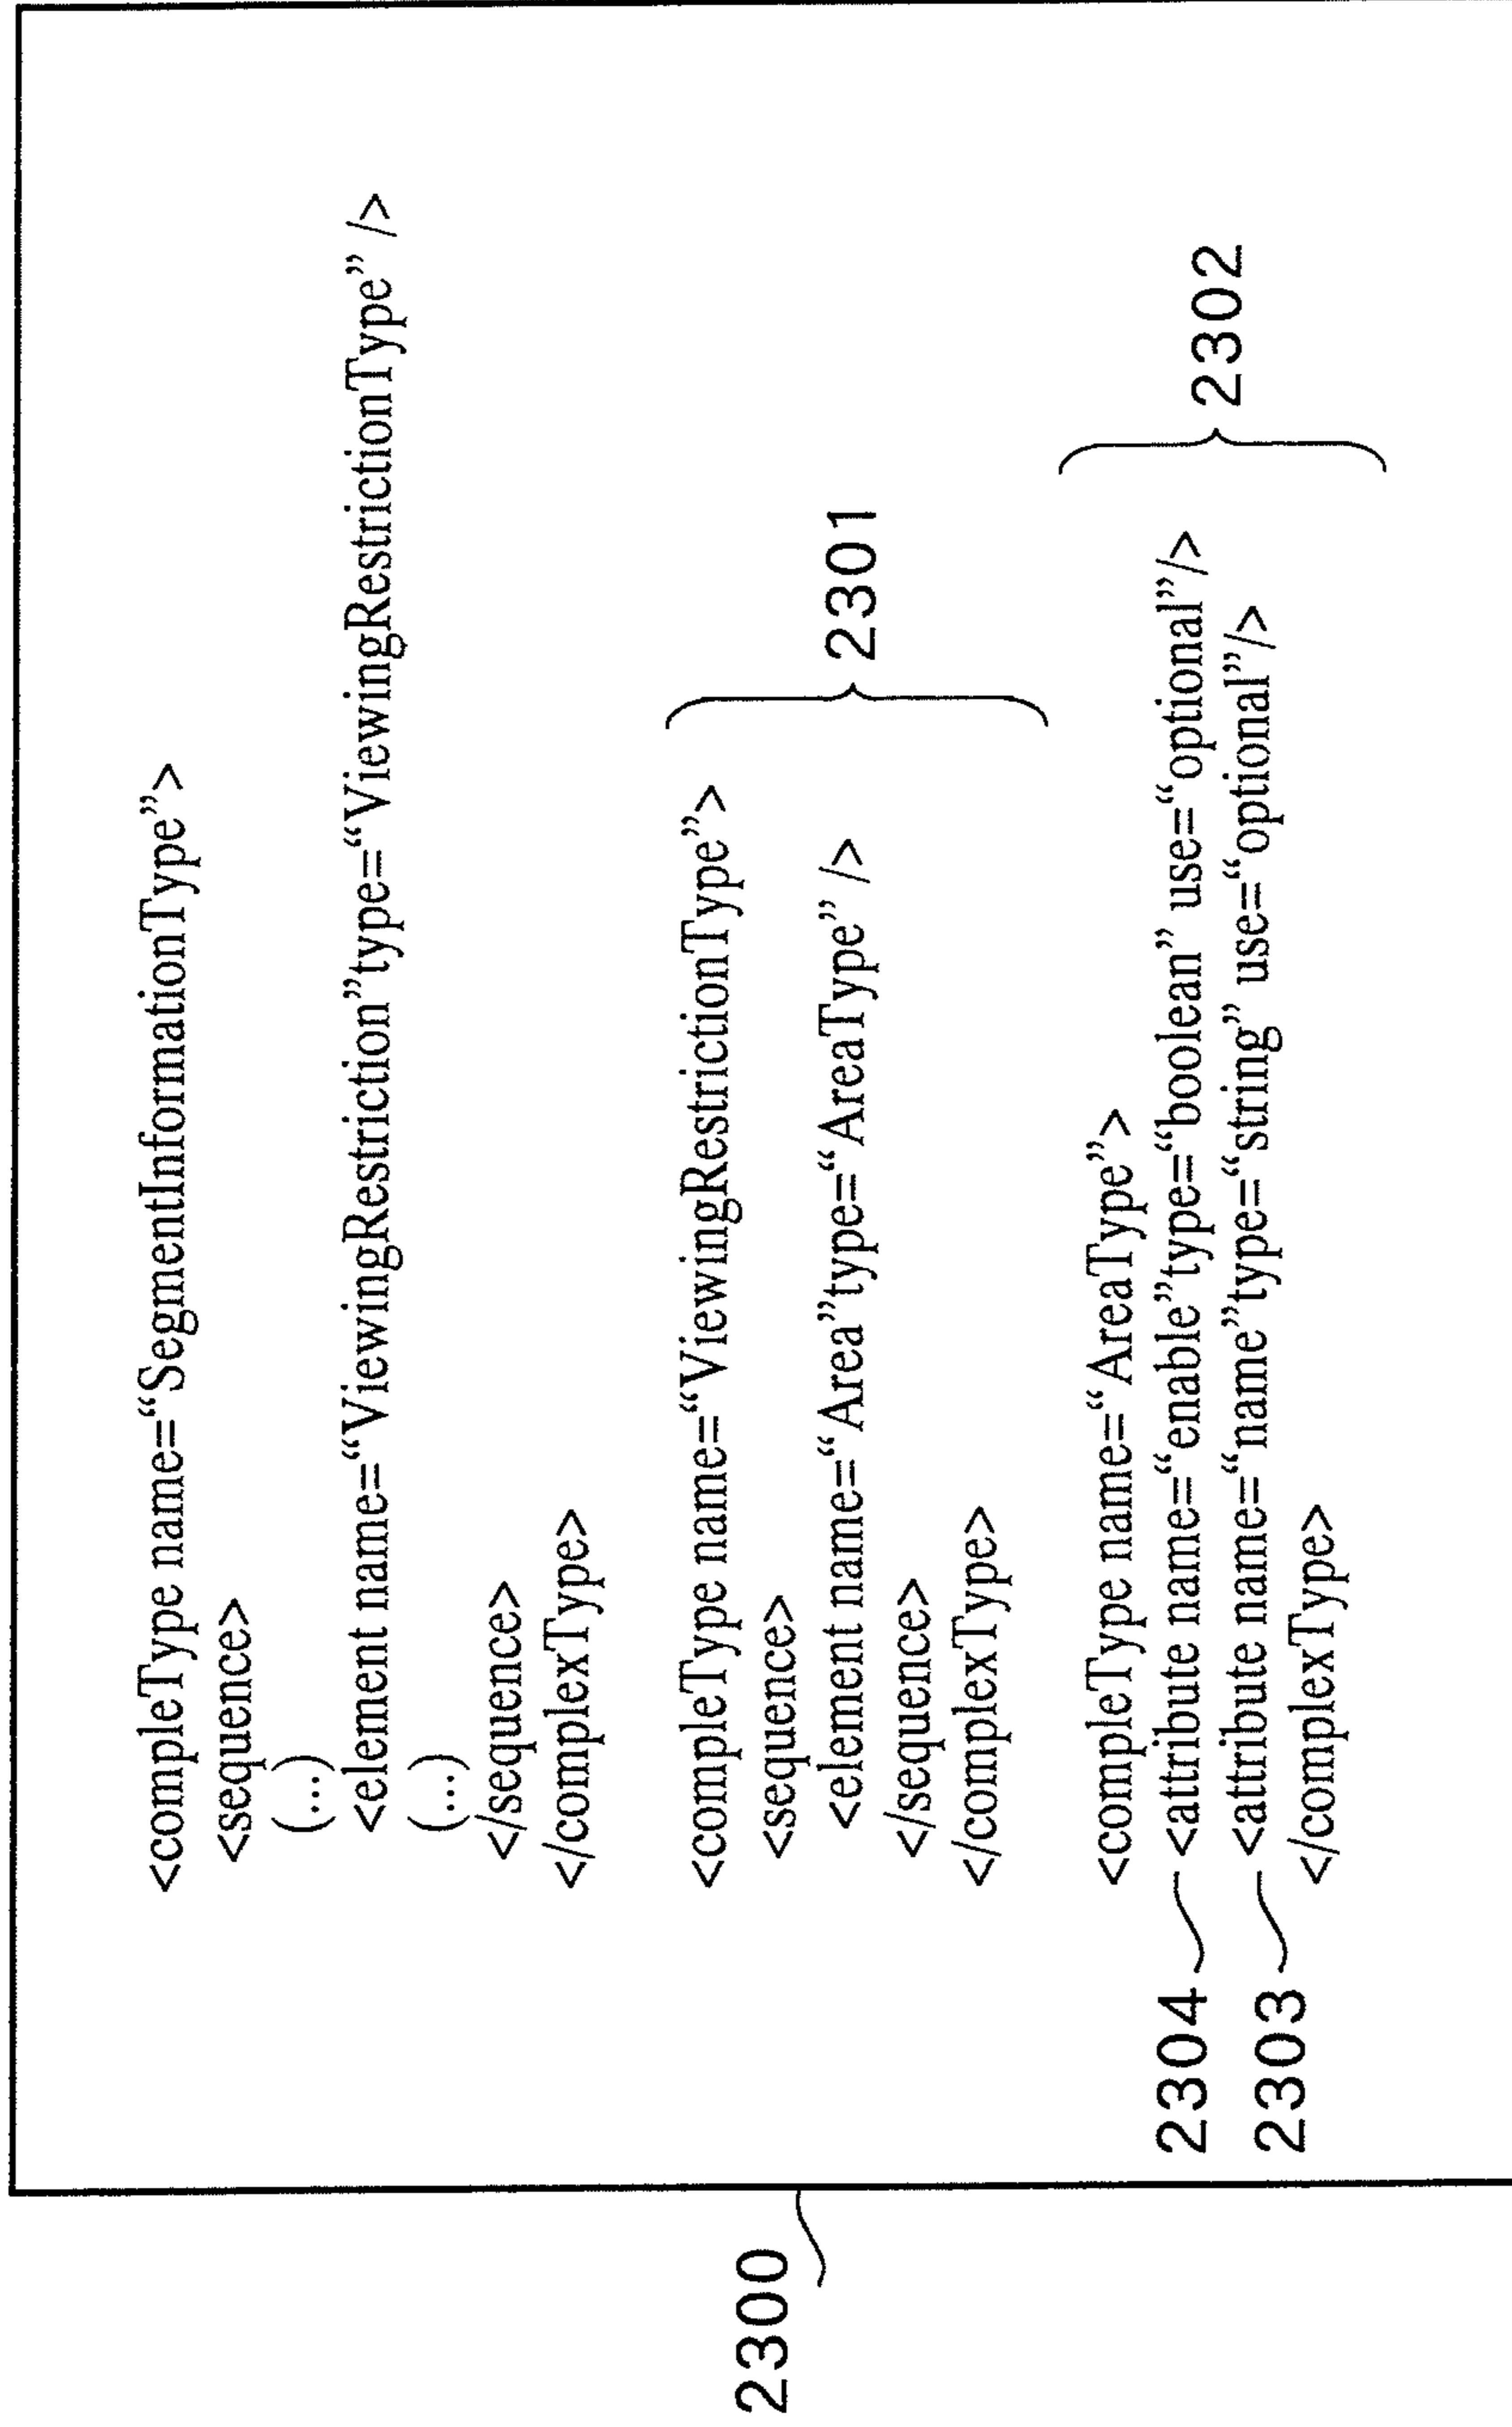 <compleType name=“SegmentInformationType”>
<sequence>
(...)
<element name=“ViewingRestriction”type=“ViewingRestrictionType” />
(...)
</sequence>
</complexType>
2300
<compleType name=“ViewingRestrictionType”>
<sequence>
<element name=“Area”type=“AreaType” />
</sequence>
</complexType>
2301
<compleType name=“AreaType”>
2304 <attribute name=“enable”type=“boolean” use=“optional”/>
2303 <attribute name=“name”type=“string” use=“optional”/>
</complexType>
2302